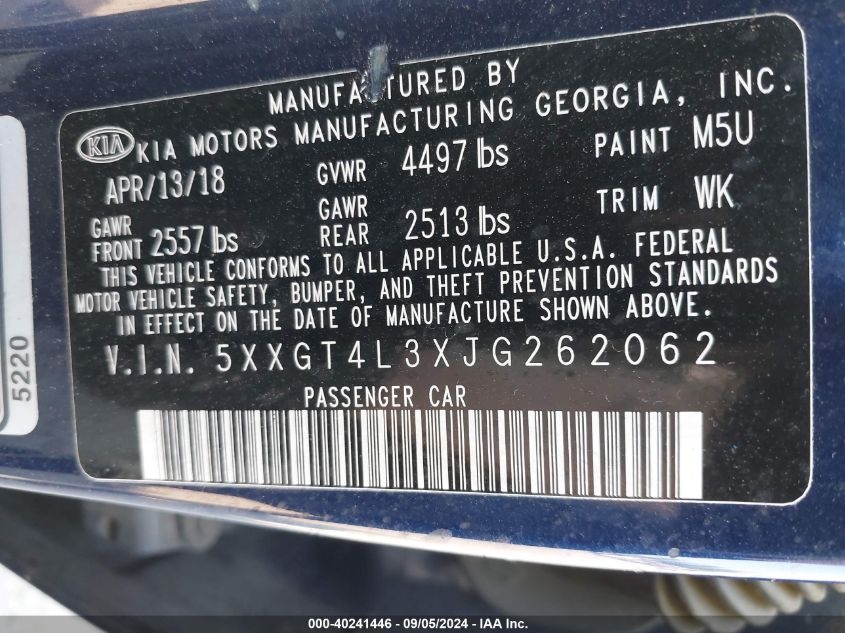 MANUFACTURED BY
KIA KIA MOTORS MANUFACTURING GEORGIA, INC.
APR/13/18 GVWR 4497 lbs PAINT M5U
GAWR FRONT 2557 lbs GAWR REAR 2513 lbs TRIM WK
THIS VEHICLE CONFORMS TO ALL APPLICABLE U.S.A. FEDERAL
MOTOR VEHICLE SAFETY, BUMPER, AND THEFT PREVENTION STANDARDS
IN EFFECT ON THE DATE OF MANUFACTURE SHOWN ABOVE.
V.I.N. 5XXGT4L3XJG262062
PASSENGER CAR
5220
000-40241446 - 09/05/2024 - IAA Inc.